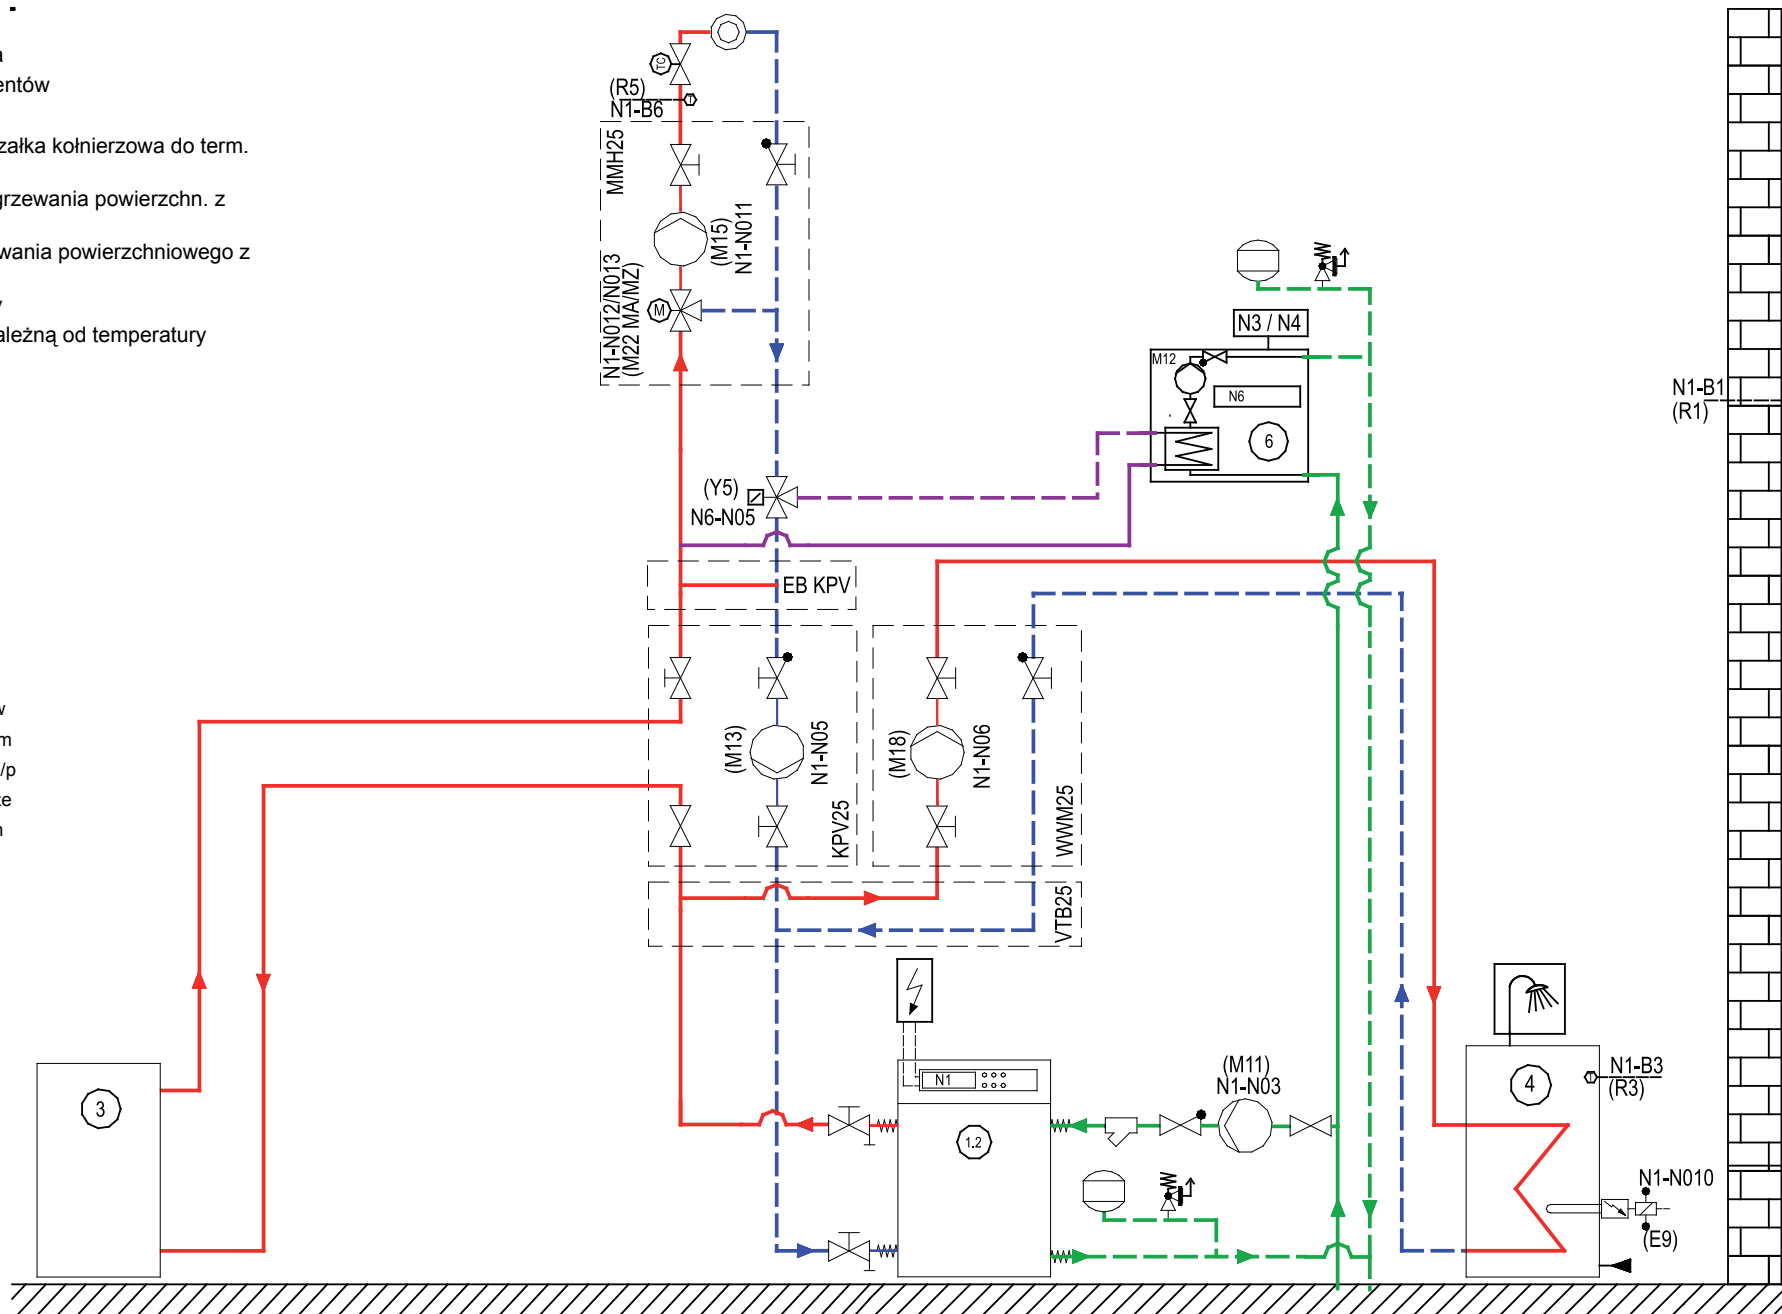 a
entów
załka kołnierzowa do term.
grzewania powierzchn. z
wania powierzchniowego z
y
ależną od temperatury
w
m
/p
że
n
TC
(R5)
N1-B6
MMH25
(M15)
N1-N011
N1-N012/N013
(M22 MA/MZ)
M
N3 / N4
M12
N6
6
N1-B1
(R1)
(Y5)
N6-N05
EB KPV
(M13)
N1-N05
KPV25
(M18)
N1-N06
WWM25
VTB25
N1
1.2
(M11)
N1-N03
3
4
N1-B3
(R3)
N1-N010
(E9)